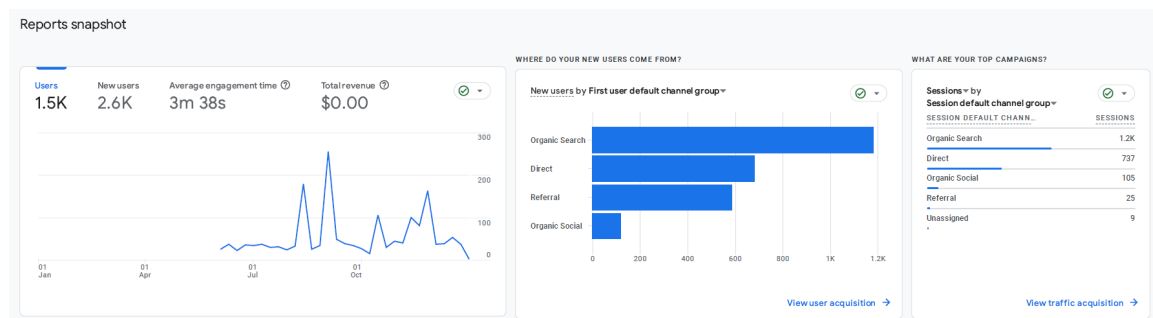 Reports snapshot
Users
1.5K
New users
2.6K
Average engagement time
3m 38s
Total revenue
$0.00
300
200
100
0
01 Jan
01 Apr
01 Jul
01 Oct
WHERE DO YOUR NEW USERS COME FROM?
New users by First user default channel group
Organic Search
Direct
Referral
Organic Social
0 200 400 600 800 1K 1.2K
View user acquisition
WHAT ARE YOUR TOP CAMPAIGNS?
Sessions by
Session default channel group
SESSION DEFAULT CHANN... SESSIONS
Organic Search 1.2K
Direct 737
Organic Social 105
Referral 25
Unassigned 9
View traffic acquisition